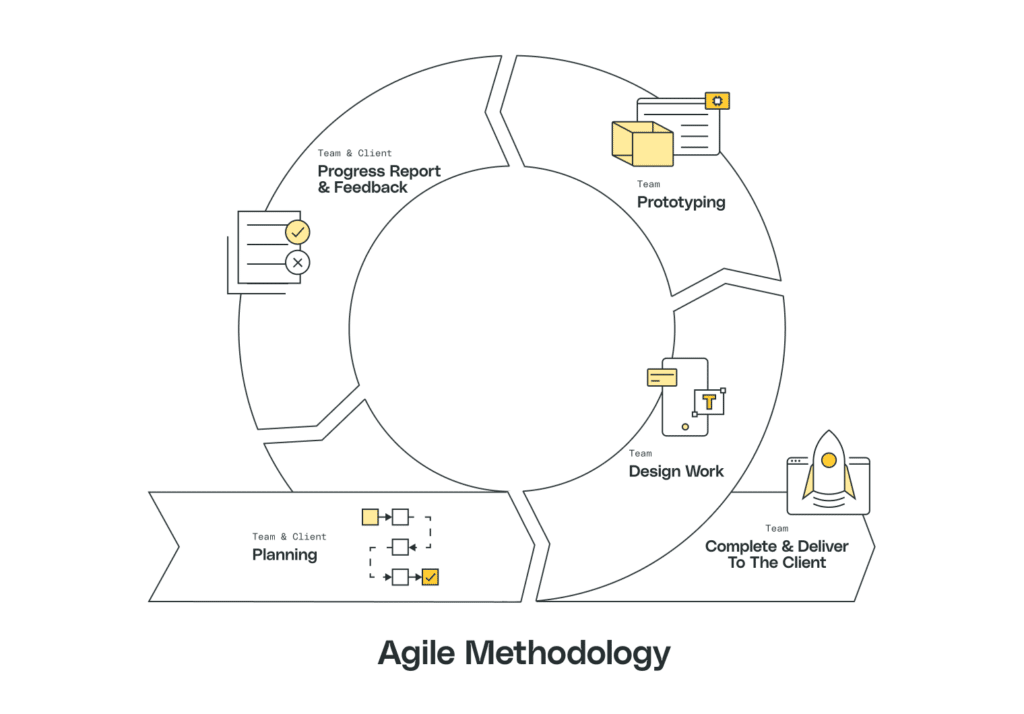 Team & Client
Progress Report
& Feedback
Team
Prototyping
T
Team
Design Work
Team & Client
Planning
Team
Complete & Deliver
To The Client
Agile Methodology